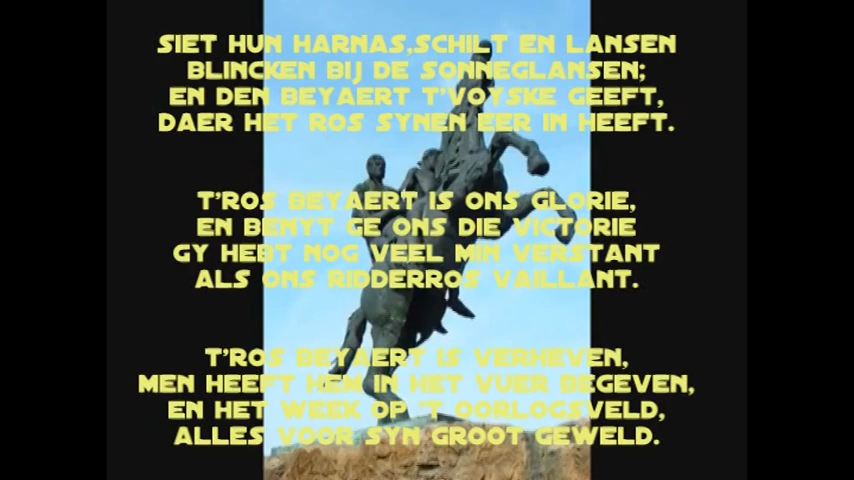 SIET HUN HARNAS,SCHILT EN LANSEN
BLINCKEN BIJ DE SONNEGLANSEN;
EN DEN BEYAERT T'VOYSKE GEEFT,
DAER HET ROS SYNEN EER IN HEEFT.
T'ROS BEYAERT IS ONS GLORIE,
EN BENYT GE ONS DIE VICTORIE
GY HEBT NOG VEEL MIN VERSTANT
ALS ONS RIDDERROS VAILLANT.
T'ROS BEYAERT IS VERHEVEN,
MEN HEEFT HEM IN HET VUER BEGEVEN,
EN HET WEEK OP 'T OORLOGSVELD,
ALLES VOOR SYN GROOT GEWELD.